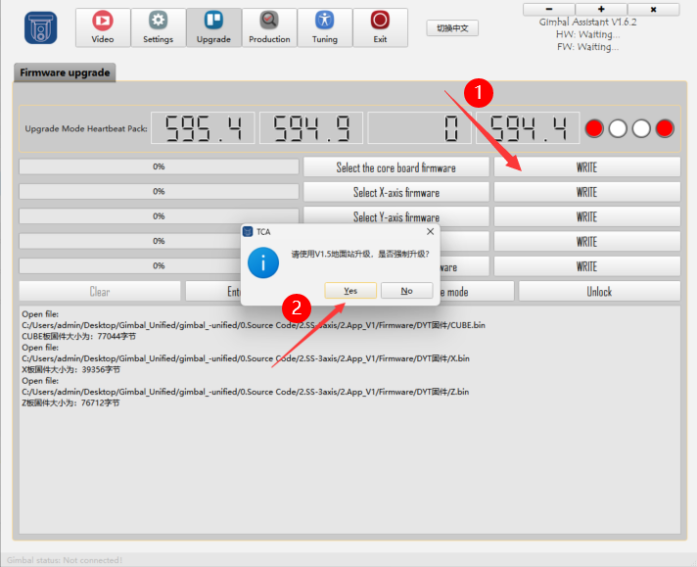 Video
Settings
Upgrade
Production
Tuning
Exit
切换中文
Gimbal Assistant V1.6.2
HW: Waiting...
FW: Waiting...
Firmware upgrade
1
Upgrade Mode Heartbeat Pack:
595.4
594.9
0
594.4
0%
Select the core board firmware
WRITE
0%
Select X-axis firmware
WRITE
0%
Select Y-axis firmware
WRITE
0%
WRITE
0%
ware
WRITE
TCA
请使用V1.5地面站升级，是否强制升级？
Yes
No
Clear
Ent
e mode
Unlock
2
Open file:
C:/Users/admin/Desktop/Gimbal_Unified/gimbal_-unified/0.Source Code/2.SS-3axis/2.App_V1/Firmware/DYT固件/CUBE.bin
CUBE板固件大小为：77044字节
Open file:
C:/Users/admin/Desktop/Gimbal_Unified/gimbal_-unified/0.Source Code/2.SS-3axis/2.App_V1/Firmware/DYT固件/X.bin
X板固件大小为：39356字节
Open file:
C:/Users/admin/Desktop/Gimbal_Unified/gimbal_-unified/0.Source Code/2.SS-3axis/2.App_V1/Firmware/DYT固件/Z.bin
Z板固件大小为：76712字节
Gimbal status: Not connected!